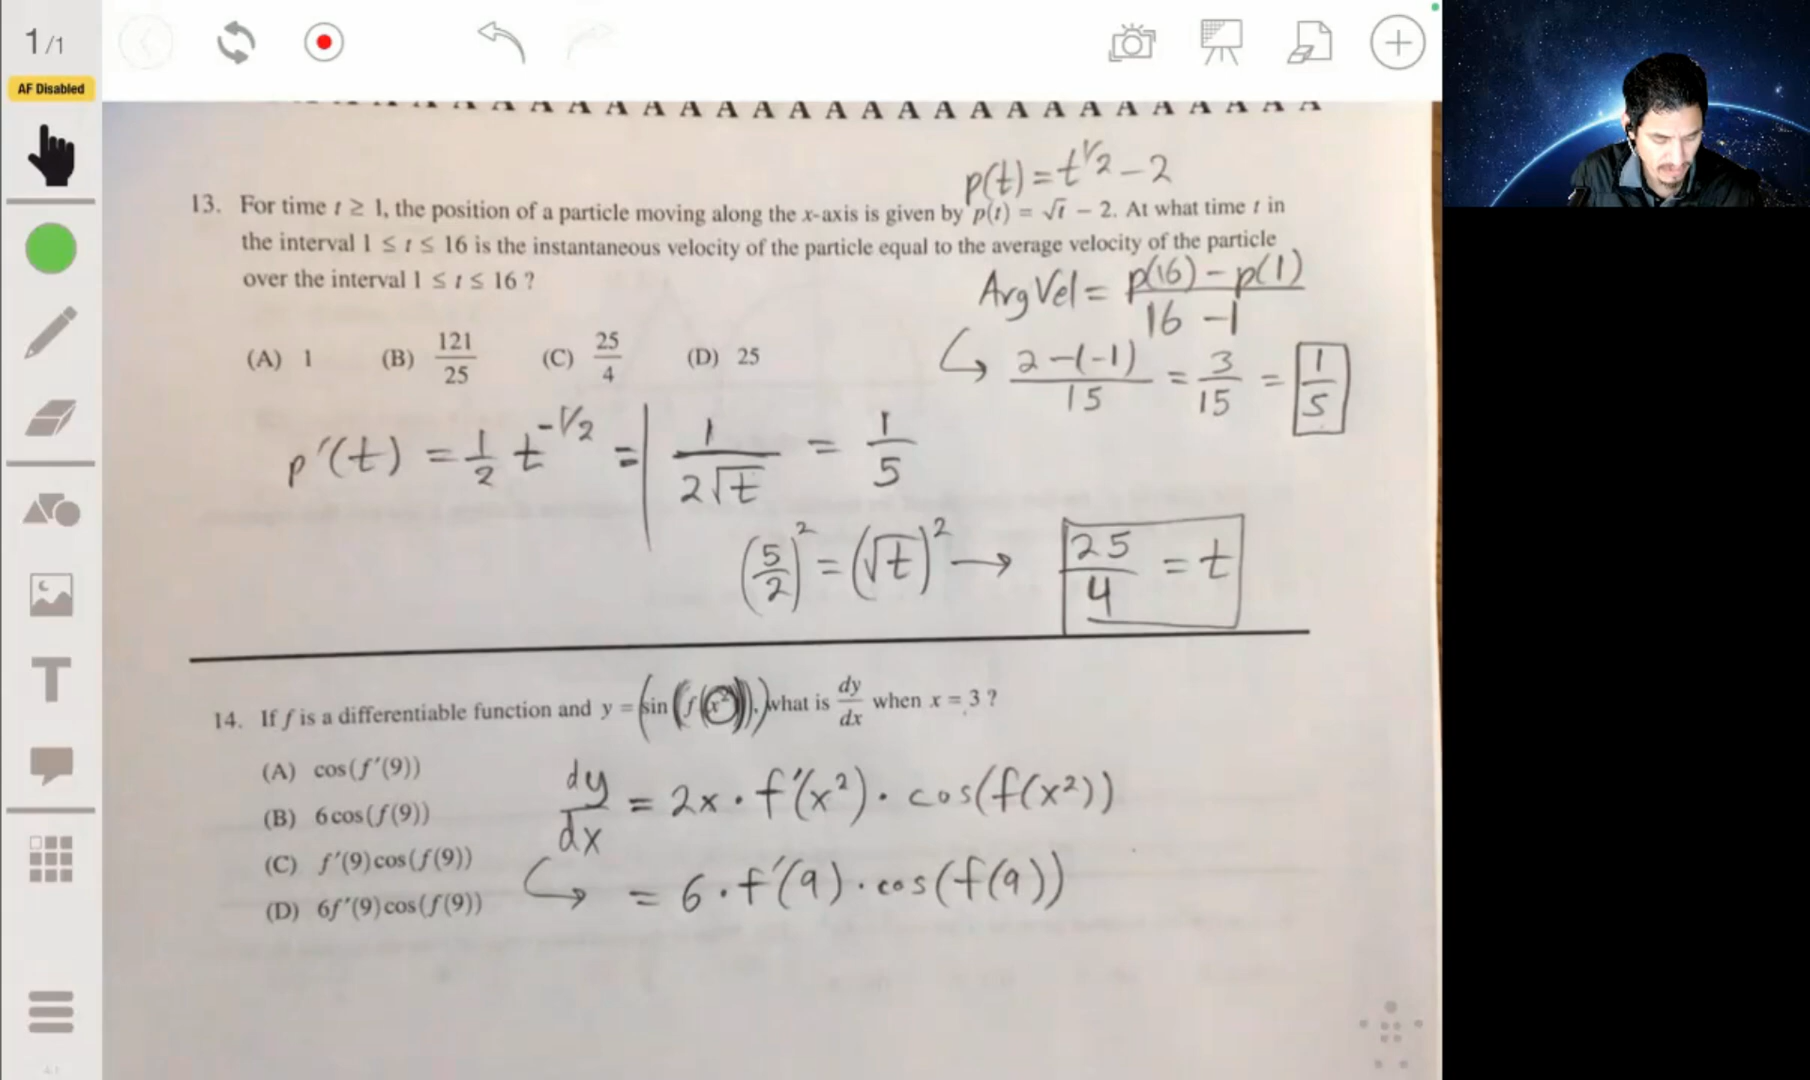 1/1
AF Disabled
A A A A A A A A A A A A A A A A A A A A A A A A A A
p(t) = t^1/2 - 2
13. For time t ≥ 1, the position of a particle moving along the x-axis is given by p(t) = √t − 2. At what time t in
the interval 1 ≤ t ≤ 16 is the instantaneous velocity of the particle equal to the average velocity of the particle
over the interval 1 ≤ t ≤ 16 ?
Arg Vel = p(16) - p(1) / 16 - 1
(A) 1 (B) 121/25 (C) 25/4 (D) 25
2-(-1)/15 = 3/15 = 1/5
p'(t) = 1/2 t^-1/2 = 1/2√t = 1/5
(5/2)² = (√t)² → 25/4 = t
14. If f is a differentiable function and y = (sin(f(x²))), what is dy/dx when x = 3 ?
(A) cos(f′(9))
(B) 6cos(f(9))
(C) f′(9)cos(f(9))
(D) 6f′(9)cos(f(9))
dy/dx = 2x · f'(x²) · cos(f(x²))
= 6 · f'(9) · cos(f(9))
T